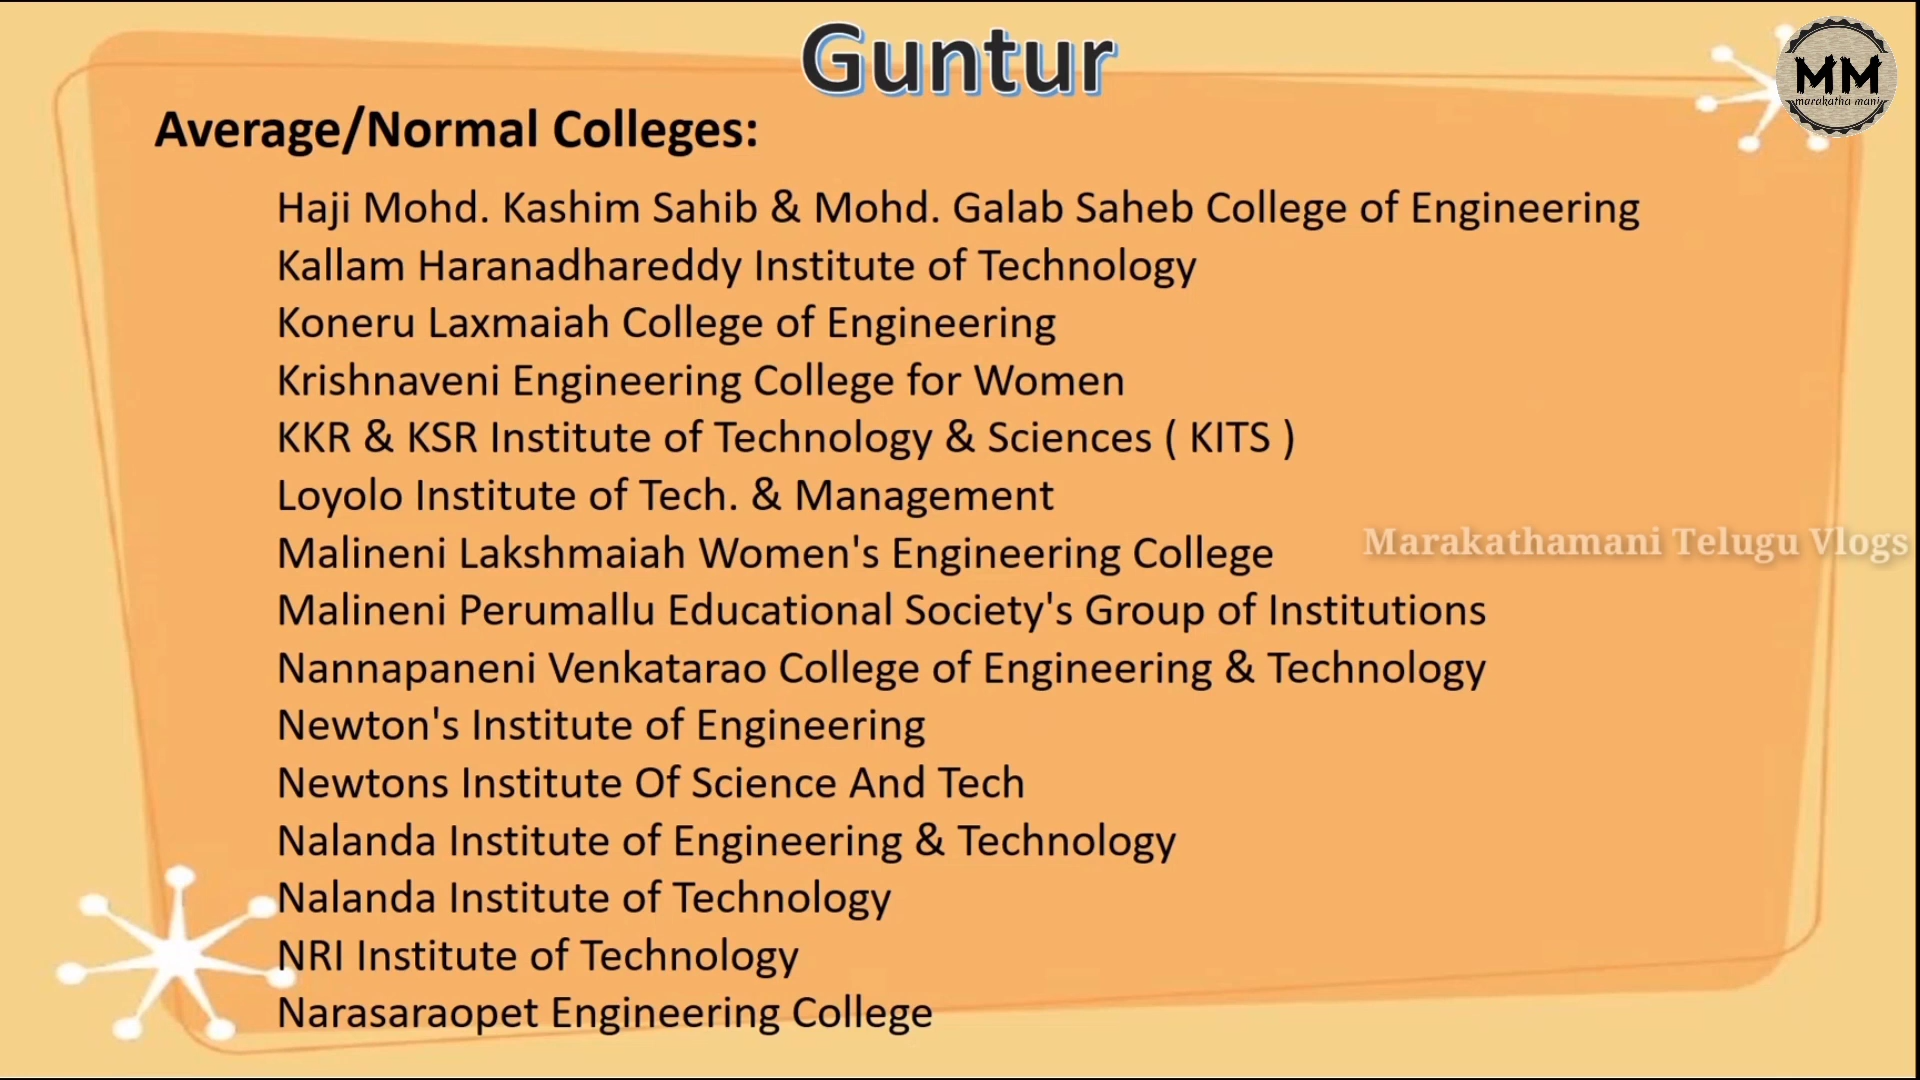 Guntur
MM
marakatha mani
Average/Normal Colleges:
Haji Mohd. Kashim Sahib & Mohd. Galab Saheb College of Engineering
Kallam Haranadhareddy Institute of Technology
Koneru Laxmaiah College of Engineering
Krishnaveni Engineering College for Women
KKR & KSR Institute of Technology & Sciences ( KITS )
Loyolo Institute of Tech. & Management
Marakathamani Telugu Vlogs
Malineni Lakshmaiah Women's Engineering College
Malineni Perumallu Educational Society's Group of Institutions
Nannapaneni Venkatarao College of Engineering & Technology
Newton's Institute of Engineering
Newtons Institute Of Science And Tech
Nalanda Institute of Engineering & Technology
Nalanda Institute of Technology
NRI Institute of Technology
Narasaraopet Engineering College